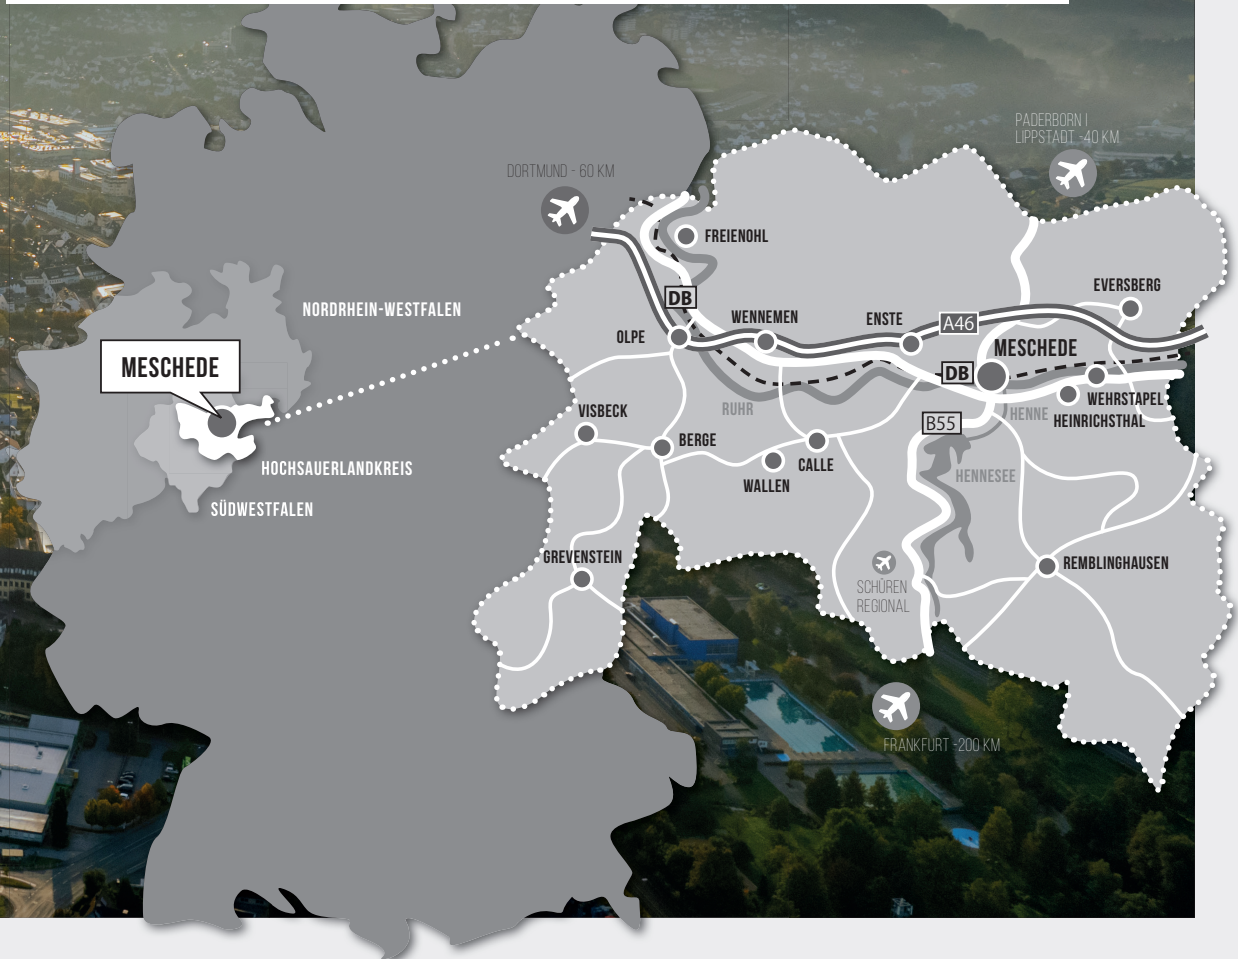 PADERBORN |
LIPPSTADT -40 KM
DORTMUND - 60 KM
FREIENOHL
EVERSBERG
DB
NORDRHEIN-WESTFALEN
WENNEMEN
ENSTE
A46
OLPE
MESCHEDE
MESCHEDE
DB
WEHRSTAPEL
RUHR
VISBECK
HENNE
HEINRICHSTHAL
B55
BERGE
CALLE
HOCHSAUERLANDKREIS
HENNESEE
WALLEN
SÜDWESTFALEN
GREVENSTEIN
REMBLINGHAUSEN
SCHÜREN
REGIONAL
FRANKFURT -200 KM